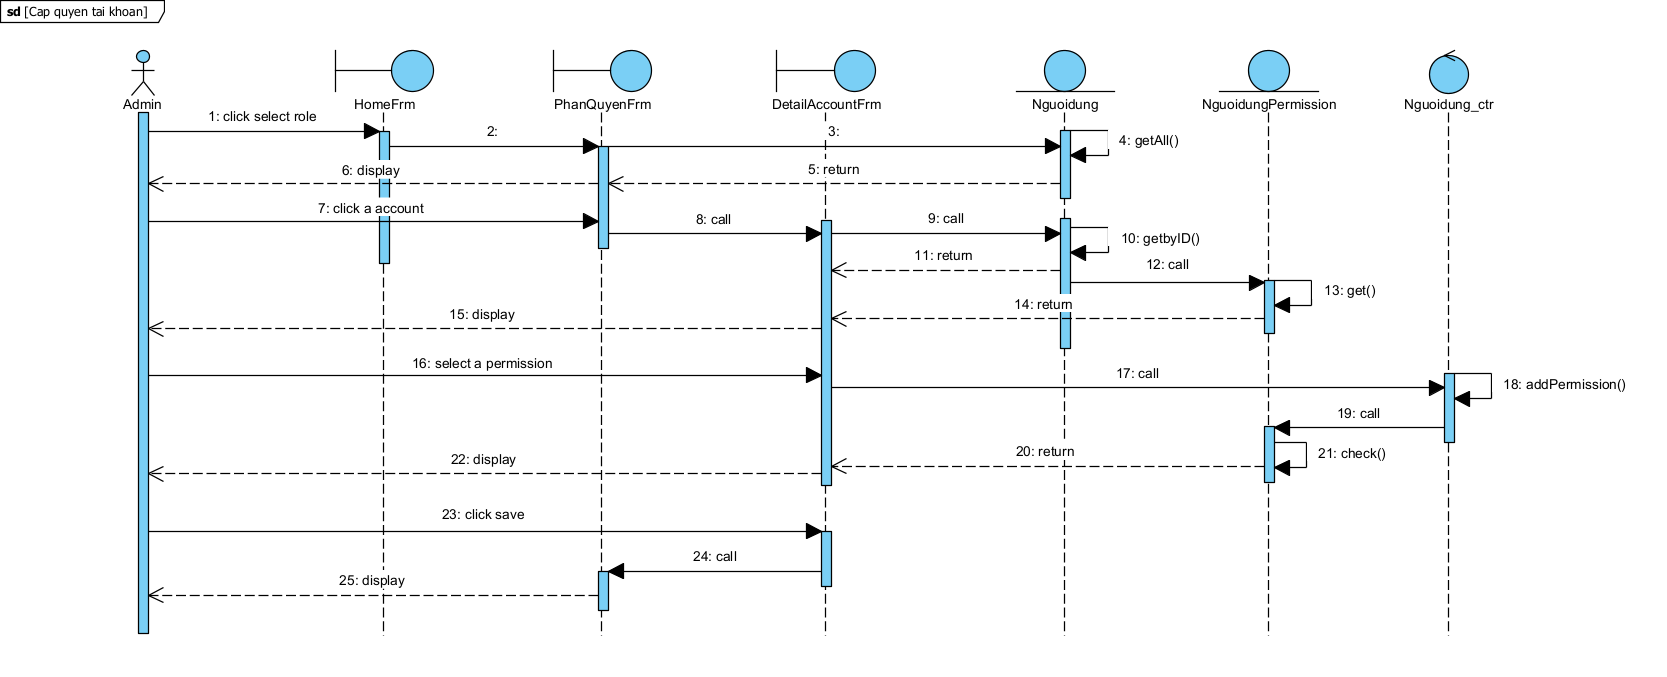 sd [Cap quyen tai khoan]
Admin
HomeFrm
PhanQuyenFrm
DetailAccountFrm
Nguoidung
NguoidungPermission
Nguoidung_ctr
1: click select role
2:
3:
4: getAll()
5: return
6: display
7: click a account
8: call
9: call
10: getbyID()
11: return
12: call
13: get()
14: return
15: display
16: select a permission
17: call
18: addPermission()
19: call
20: return
21: check()
22: display
23: click save
24: call
25: display